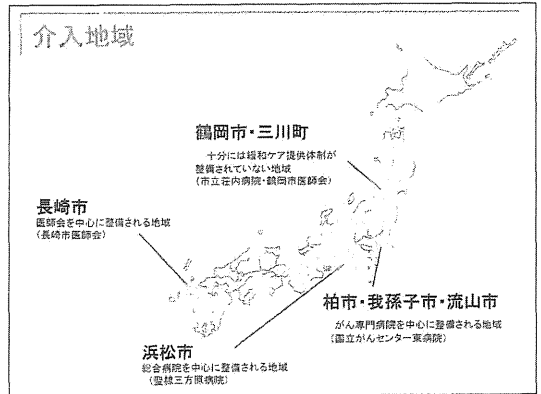 介入地域
鶴岡市・三川町
十分には緩和ケア提供体制が
整備されていない地域
(市立荘内病院・鶴岡市医師会)
長崎市
医師会を中心に整備される地域
(長崎市医師会)
柏市・我孫子市・流山市
がん専門病院を中心に整備される地域
(国立がんセンター東病院)
浜松市
総合病院を中心に整備される地域
(聖隷三方原病院)